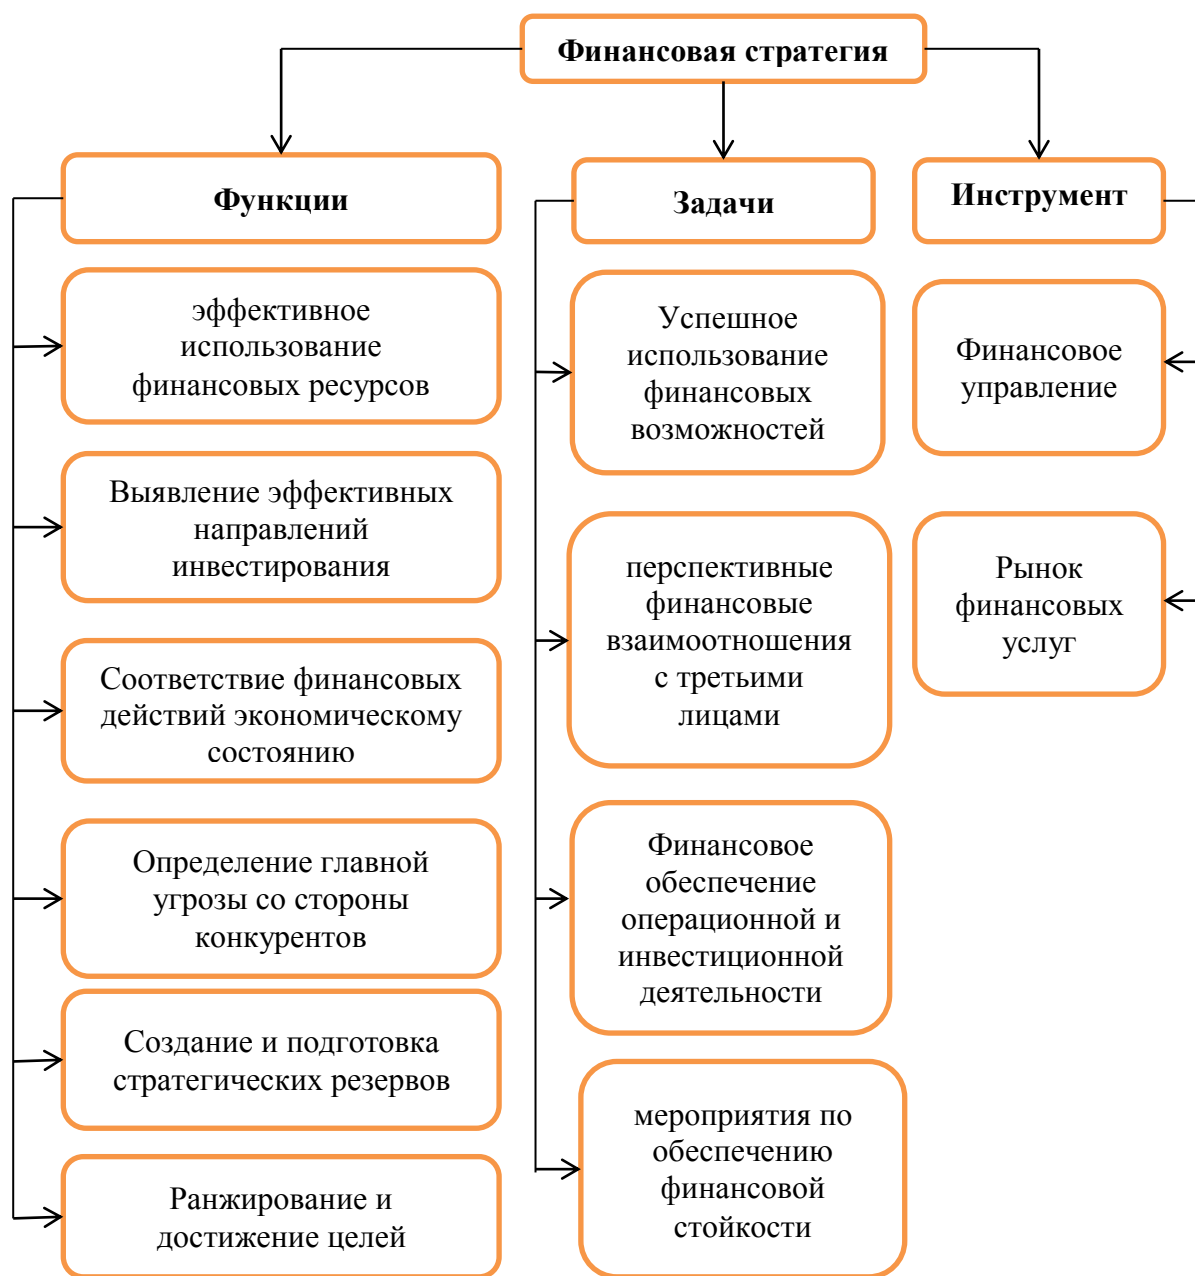 Финансовая стратегия
Функции
эффективное
использование
финансовых ресурсов
Выявление эффективных
направлений
инвестирования
Соответствие финансовых
действий экономическому
состоянию
Определение главной
угрозы со стороны
конкурентов
Создание и подготовка
стратегических резервов
Ранжирование и
достижение целей
Задачи
Успешное
использование
финансовых
возможностей
перспективные
финансовые
взаимоотношения
с третьими
лицами
Финансовое
обеспечение
операционной и
инвестиционной
деятельности
мероприятия по
обеспечению
финансовой
стойкости
Инструмент
Финансовое
управление
Рынок
финансовых
услуг